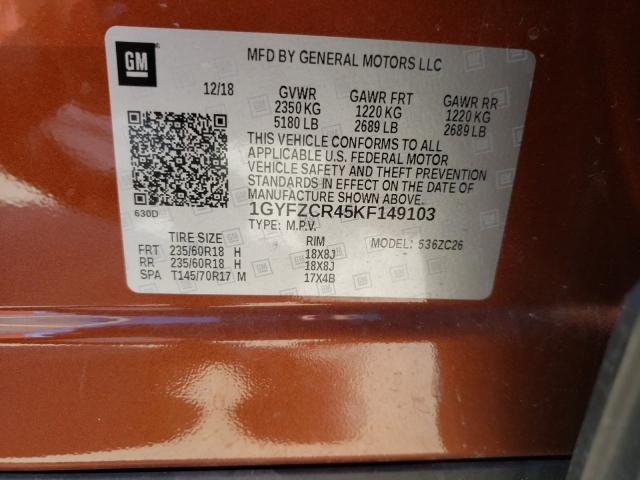 GM
MFD BY GENERAL MOTORS LLC
12/18 GVWR GAWR FRT GAWR RR
2350 KG 1220 KG 1220 KG
5180 LB 2689 LB 2689 LB
THIS VEHICLE CONFORMS TO ALL
APPLICABLE U.S. FEDERAL MOTOR
VEHICLE SAFETY AND THEFT PREVENTION
STANDARDS IN EFFECT ON THE DATE OF
MANUFACTURE SHOWN ABOVE.
1GYFZCR45KF149103
630D
TYPE: M.P.V. MODEL: 536ZC26
TIRE SIZE RIM
FRT 235/60R18 H 18X8J
RR 235/60R18 H 18X8J
SPA T145/70R17 M 17X4B